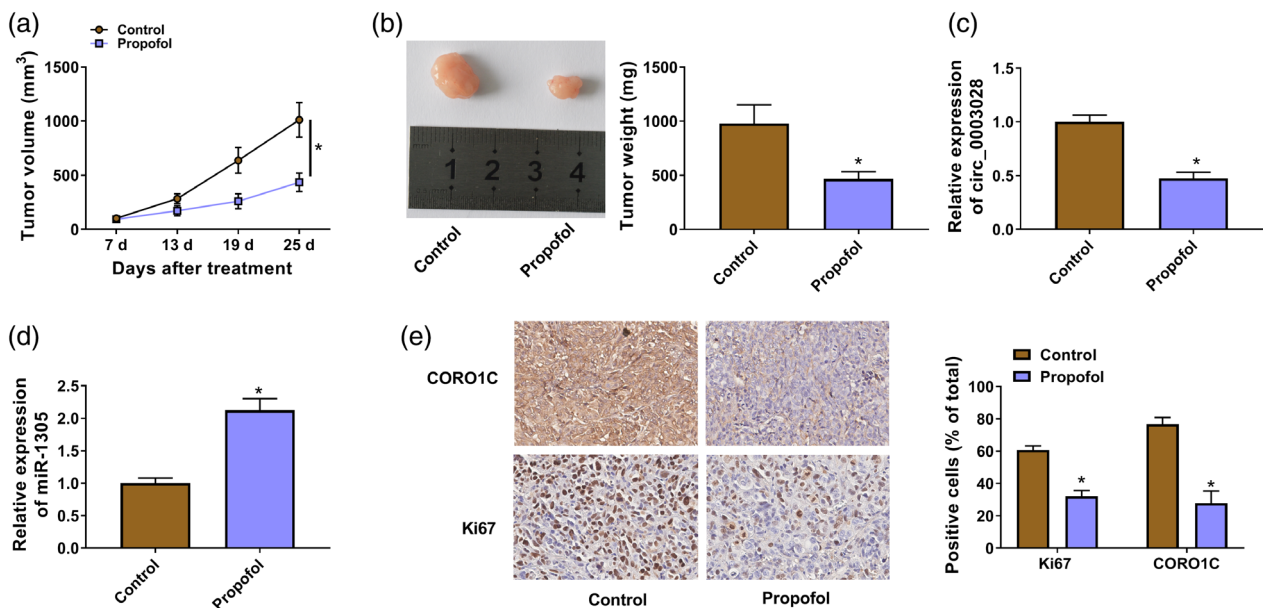 (a)
Control
Propofol
Tumor volume (mm³)
1500
1000
500
0
7 d 13 d 19 d 25 d
Days after treatment
*
(b)
1 2 3 4
Control Propofol
Tumor weight (mg)
1500
1000
500
0
*
Control Propofol
(c)
Relative expression
of circ_0003028
1.5
1.0
0.5
0.0
*
Control Propofol
(d)
Relative expression
of miR-1305
2.5
2.0
1.5
1.0
0.5
0.0
*
Control Propofol
(e)
CORO1C
Ki67
Control Propofol
Control
Propofol
Positive cells (% of total)
100
80
60
40
20
0
* *
Ki67 CORO1C